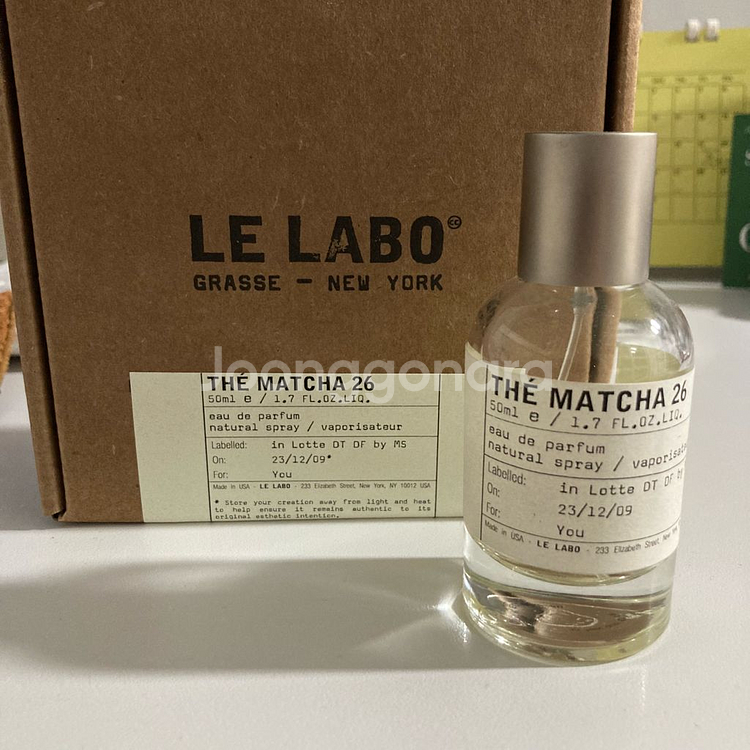 LE LABO
GRASSE — NEW YORK
Joonggonara
THÉ MATCHA 26
50ml e / 1.7 FL.OZ.LIQ.
eau de parfum
natural spray / vaporisateur
Labelled: in Lotte DT DF by MS
On: 23/12/09*
For: You
Made in USA - LE LABO - 233 Elizabeth Street, New York, NY 10012 USA
* Store your creation away from light and heat
to help ensure it remains authentic to its
original esthetic intention.
THÉ MATCHA 26
50ml e / 1.7 FL.OZ.LIQ.
eau de parfum
natural spray / vaporisat
Labelled: in Lotte DT DF by
On: 23/12/09
For: You
Made in USA - LE LABO - 233 Elizabeth Street, New